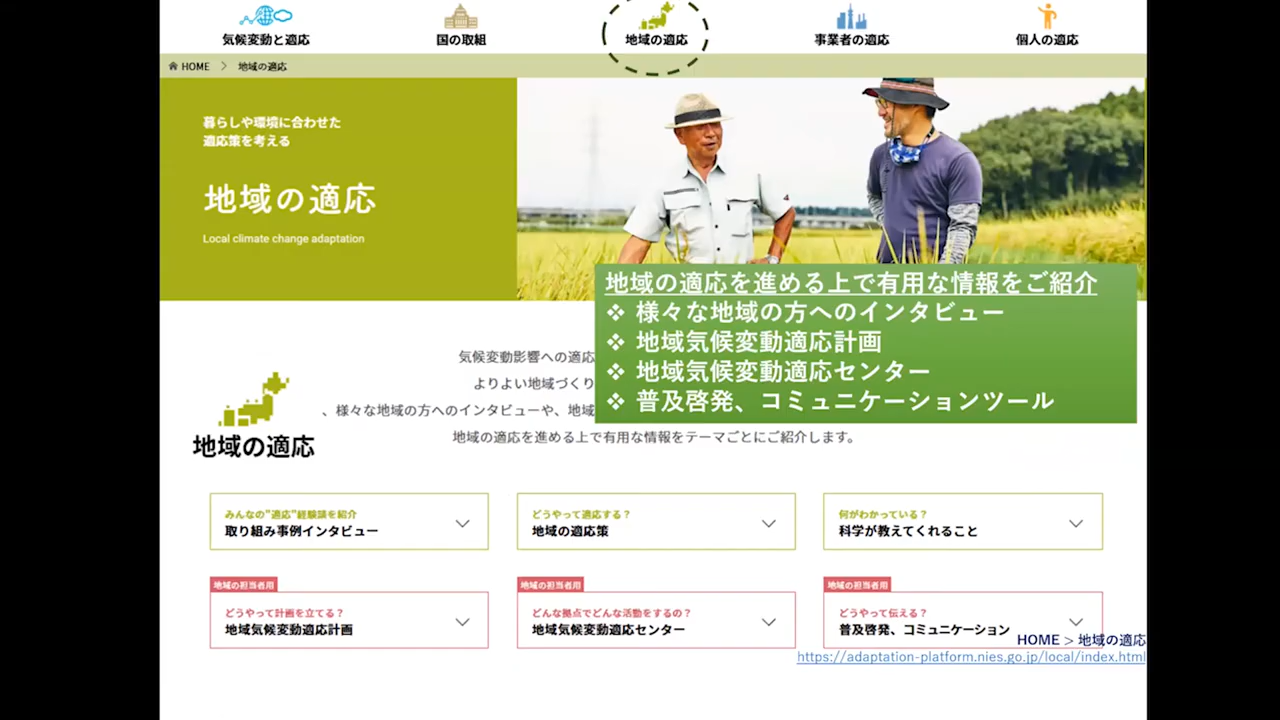 気候変動と適応
国の取組
地域の適応
事業者の適応
個人の適応
HOME > 地域の適応
暮らしや環境に合わせた
適応策を考える
地域の適応
Local climate change adaptation
地域の適応を進める上で有用な情報をご紹介
❖ 様々な地域の方へのインタビュー
❖ 地域気候変動適応計画
❖ 地域気候変動適応センター
❖ 普及啓発、コミュニケーションツール
気候変動影響への適応
よりよい地域づくり
、様々な地域の方へのインタビューや、地域
地域の適応を進める上で有用な情報をテーマごとにご紹介します。
地域の適応
みんなの"適応"経験談を紹介
取り組み事例インタビュー
どうやって適応する?
地域の適応策
何がわかっている?
科学が教えてくれること
地域の担当者用
どうやって計画を立てる?
地域気候変動適応計画
地域の担当者用
どんな拠点でどんな活動をするの?
地域気候変動適応センター
地域の担当者用
どうやって伝える?
普及啓発、コミュニケーション
HOME > 地域の適応
https://adaptation-platform.nies.go.jp/local/index.html